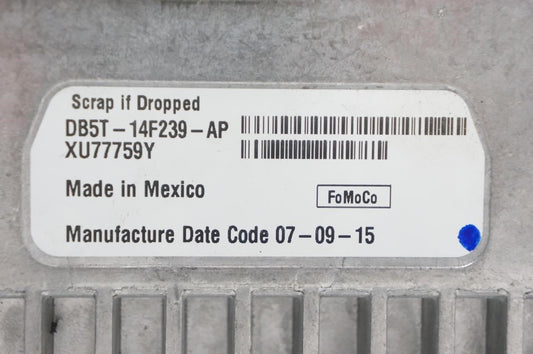 Scrap if Dropped
DB5T-14F239-AP
XU77759Y
Made in Mexico
FoMoCo
Manufacture Date Code 07-09-15